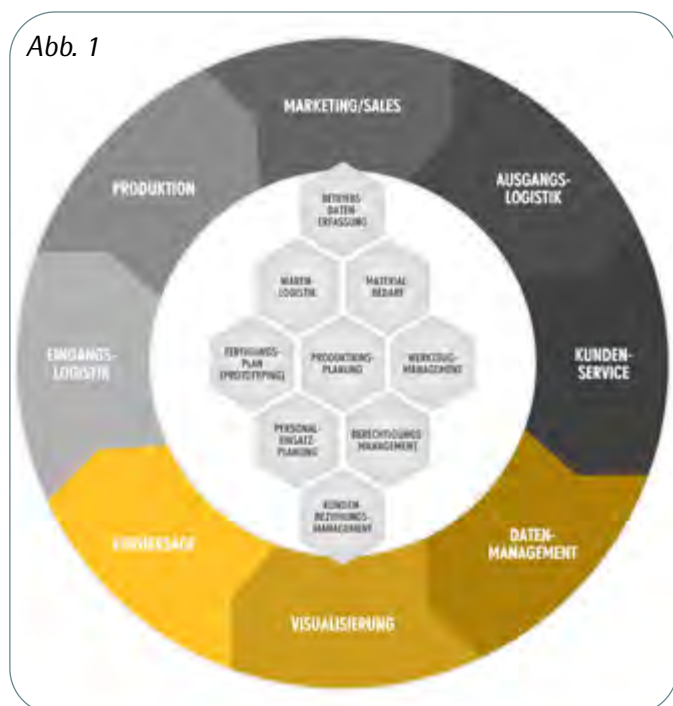 Abb. 1
MARKETING/SALES
PRODUKTION
AUSGANGS-
LOGISTIK
BETRIEBS
DATEN-
ERFASSUNG
WAREN-
LOGISTIK
MATERIAL
BEDARF
EINGANGS-
LOGISTIK
FERTIGUNGS-
PLAN
(PROTOTYPING)
PRODUKTIONS-
PLANUNG
WERKZEUG-
MANAGEMENT
KUNDEN-
SERVICE
PERSONAL-
EINSATZ-
PLANUNG
BERECHTIGUNGS
MANAGEMENT
KUNDEN
BEZIEHUNGS-
MANAGEMENT
VORHERSAGE
DATEN-
MANAGEMENT
VISUALISIERUNG